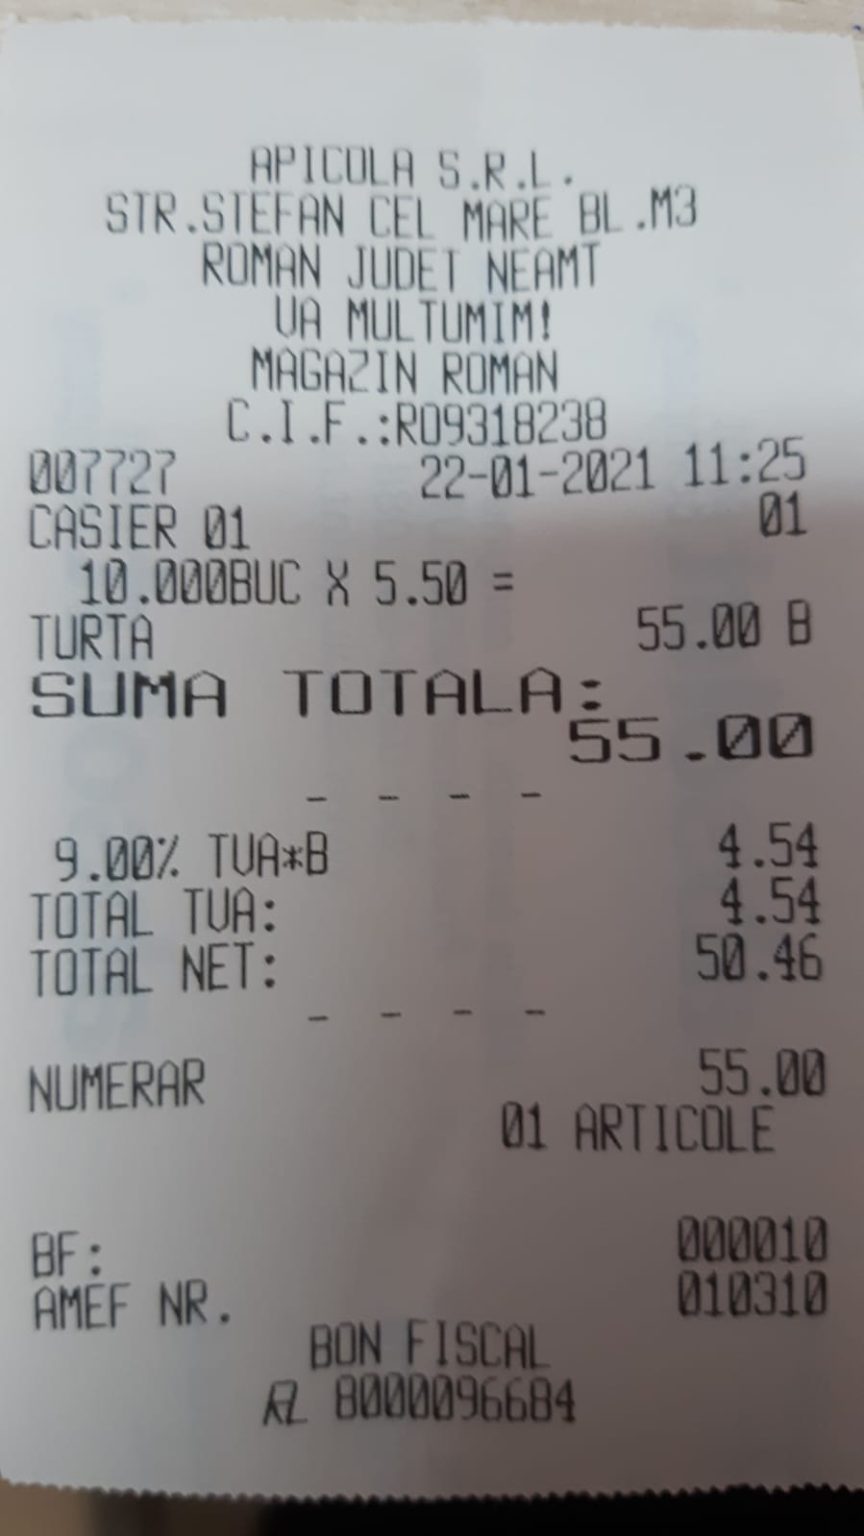 APICOLA S.R.L.
STR.STEFAN CEL MARE BL.M3
ROMAN JUDET NEAMT
VA MULTUMIM!
MAGAZIN ROMAN
C.I.F.:RO9318238
007727 22-01-2021 11:25
CASIER 01 01
10.000BUC X 5.50 =
TURTA 55.00 B
SUMA TOTALA:
55.00
- - - -
9.00% TVA*B 4.54
TOTAL TVA: 4.54
TOTAL NET: 50.46
- - - -
NUMERAR 55.00
01 ARTICOLE
BF: 000010
AMEF NR. 010310
BON FISCAL
8000096684